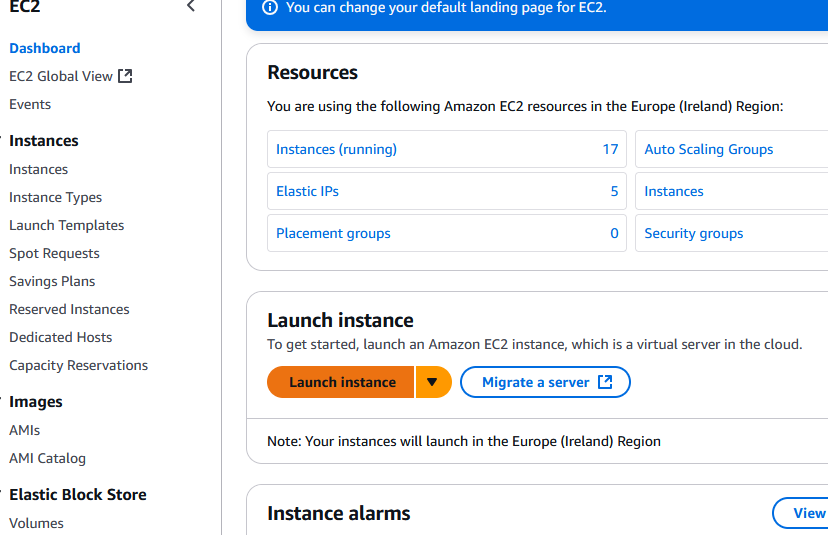 EC2
You can change your default landing page for EC2.
Dashboard
EC2 Global View
Events
Instances
Instances
Instance Types
Launch Templates
Spot Requests
Savings Plans
Reserved Instances
Dedicated Hosts
Capacity Reservations
Images
AMIs
AMI Catalog
Elastic Block Store
Volumes
Resources
You are using the following Amazon EC2 resources in the Europe (Ireland) Region:
Instances (running) 17 Auto Scaling Groups
Elastic IPs 5 Instances
Placement groups 0 Security groups
Launch instance
To get started, launch an Amazon EC2 instance, which is a virtual server in the cloud.
Launch instance Migrate a server
Note: Your instances will launch in the Europe (Ireland) Region
Instance alarms View